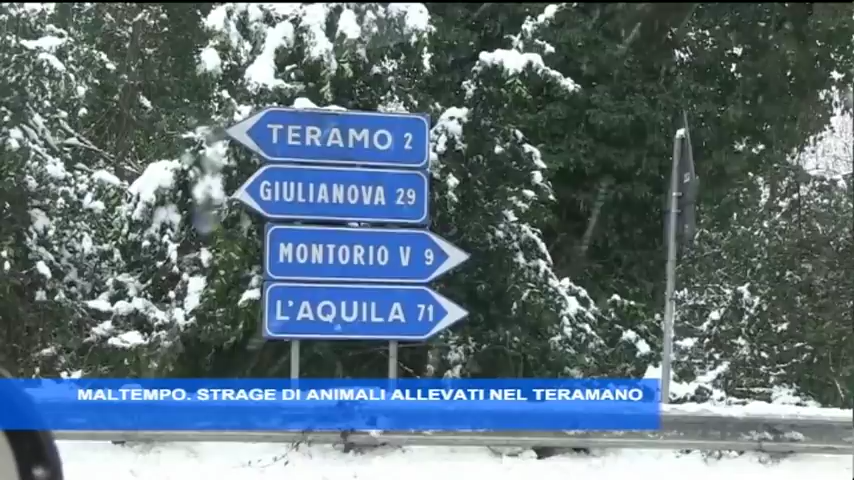 TERAMO 2
GIULIANOVA 29
MONTORIO V 9
L'AQUILA 71
MALTEMPO. STRAGE DI ANIMALI ALLEVATI NEL TERAMANO